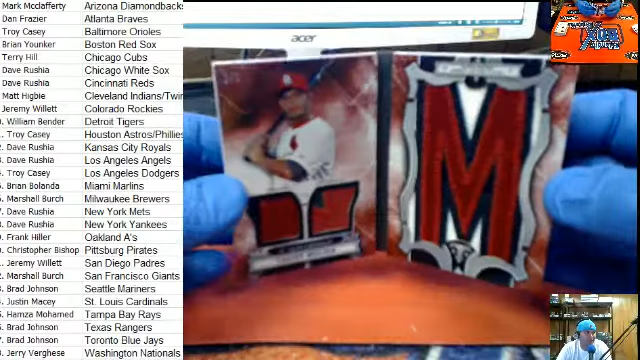 Mark Mcclafferty Arizona Diamondbacks
Dan Frazier Atlanta Braves
Troy Casey Baltimore Orioles
Brian Younker Boston Red Sox
Terry Hill Chicago Cubs
Dave Rushia Chicago White Sox
Dave Rushia Cincinnati Reds
Matt Higbie Cleveland Indians/Twin
Jeremy Willett Colorado Rockies
William Bender Detroit Tigers
Troy Casey Houston Astros/Phillies
Dave Rushia Kansas City Royals
Dave Rushia Los Angeles Angels
Troy Casey Los Angeles Dodgers
Brian Bolanda Miami Marlins
Marshall Burch Milwaukee Brewers
Dave Rushia New York Mets
Dave Rushia New York Yankees
Frank Hiller Oakland A's
Christopher Bishop Pittsburg Pirates
Jeremy Willett San Diego Padres
Marshall Burch San Francisco Giants
Brad Johnson Seattle Mariners
Justin Macey St. Louis Cardinals
Hamza Mohamed Tampa Bay Rays
Brad Johnson Texas Rangers
Brad Johnson Toronto Blue Jays
Jerry Verghese Washington Nationals
acer
M